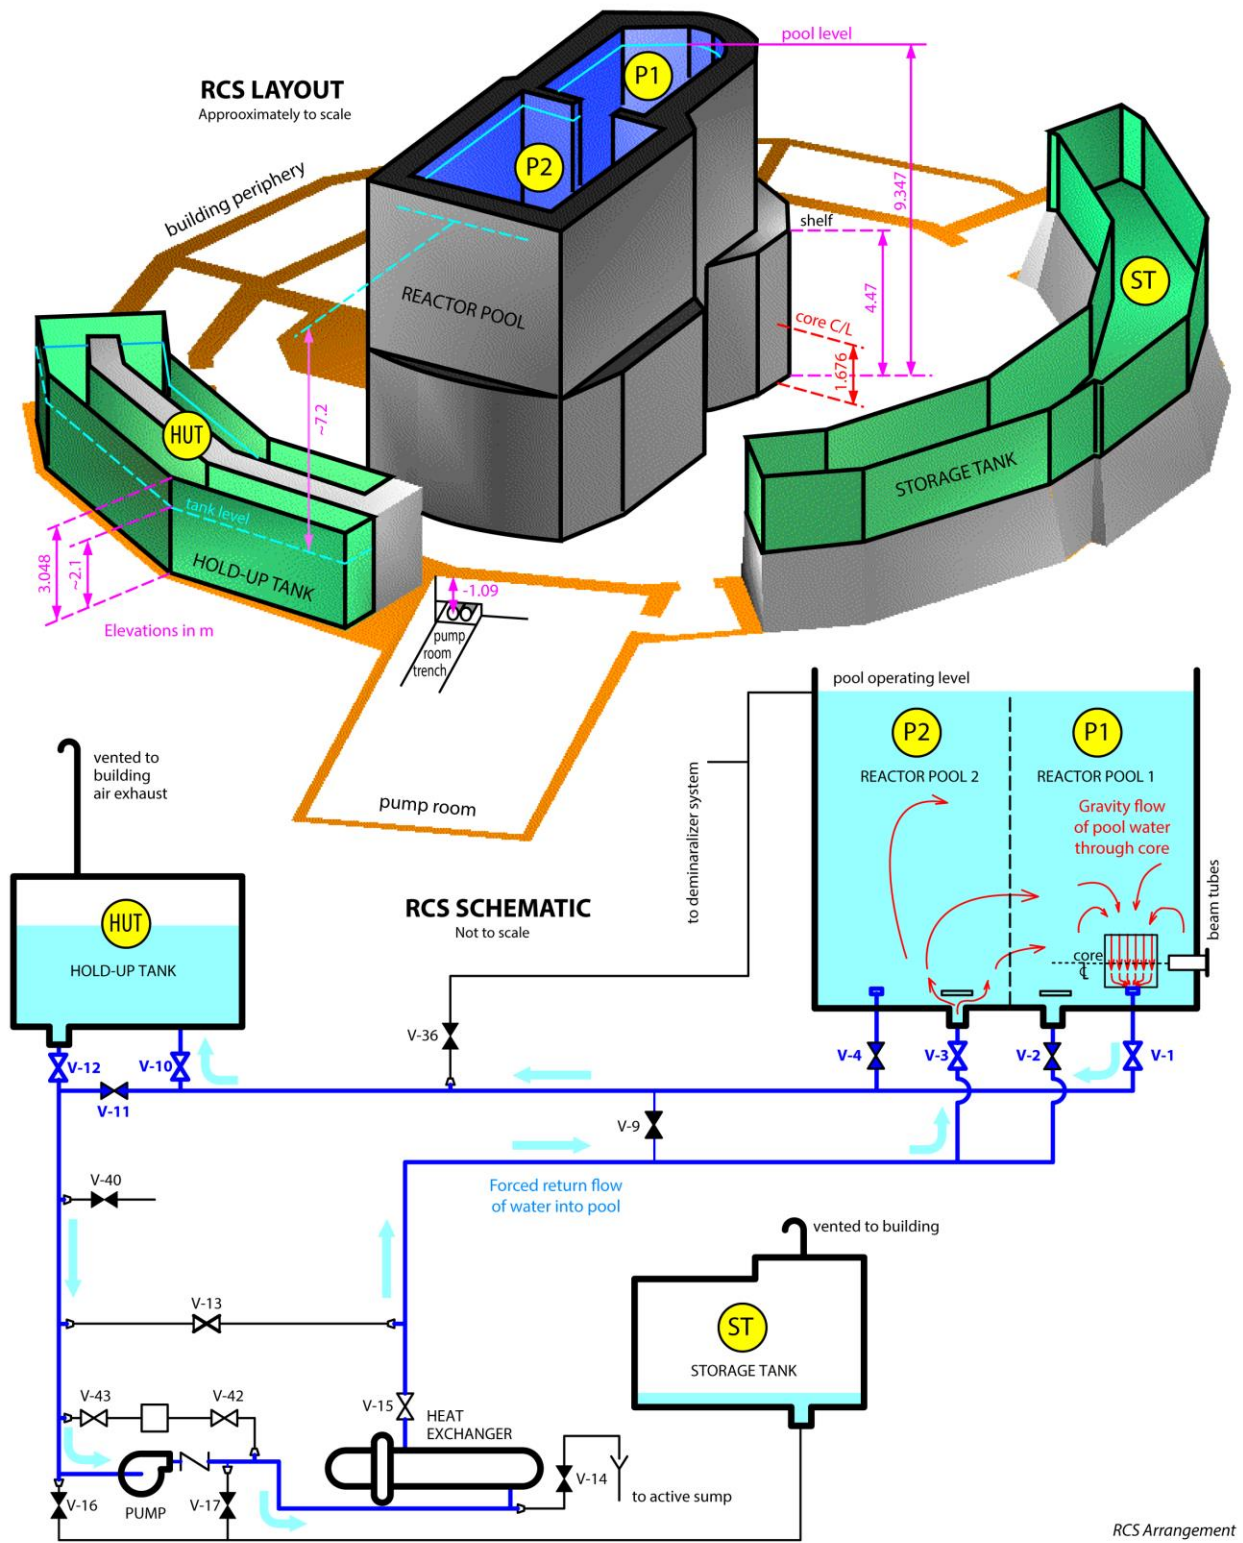 RCS LAYOUT
Approoximately to scale
pool level
P1
P2
building periphery
9.347
shelf
ST
REACTOR POOL
4.47
core C/L
1.676
~7.2
HUT
STORAGE TANK
tank level
HOLD-UP TANK
3.048
~2.1
-1.09
Elevations in m
pump
room
trench
pump room
pool operating level
P2
P1
REACTOR POOL 2
REACTOR POOL 1
Gravity flow
of pool water
through core
vented to
building
air exhaust
to deminaralizer system
HUT
HOLD-UP TANK
RCS SCHEMATIC
Not to scale
beam tubes
core
℄
V-36
V-12
V-10
V-11
V-4
V-3
V-2
V-1
V-9
V-40
Forced return flow
of water into pool
vented to building
V-13
ST
STORAGE TANK
V-43
V-42
V-15
HEAT
EXCHANGER
V-14
to active sump
V-16
PUMP
V-17
RCS Arrangement